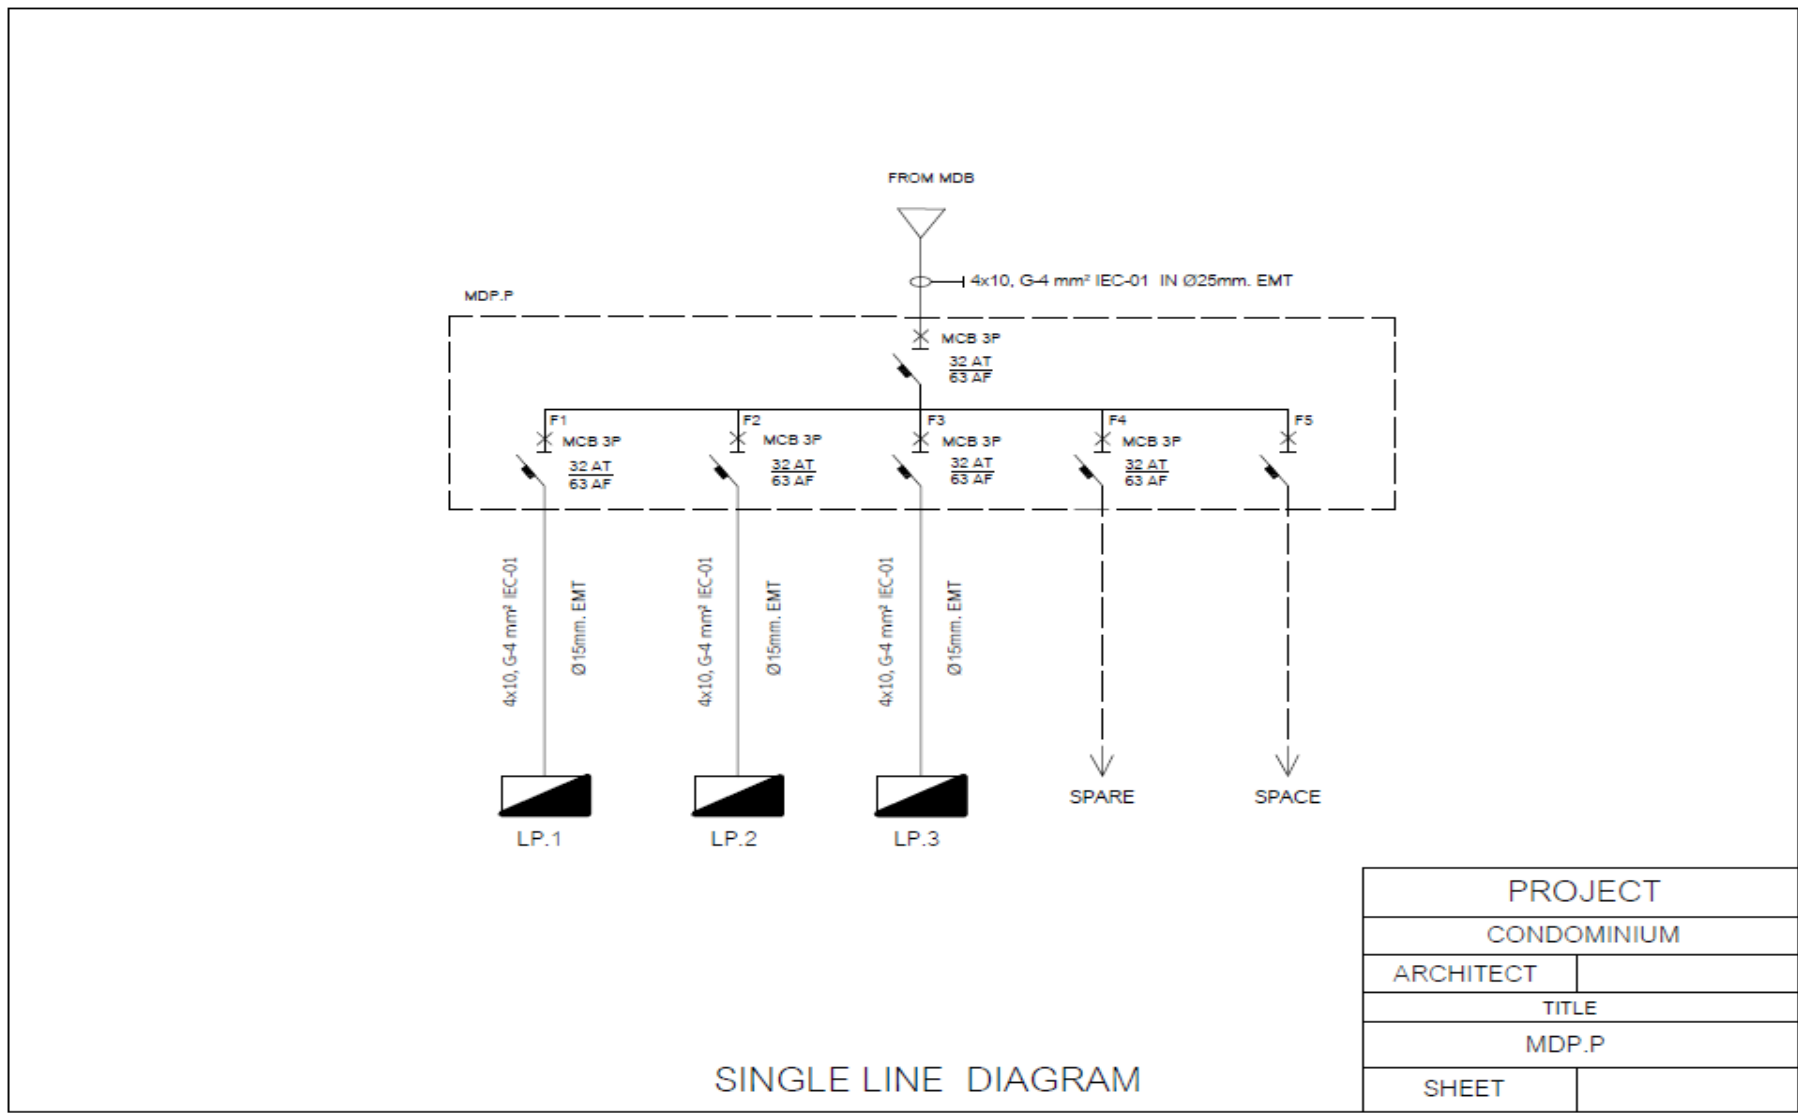 FROM MDB
4x10, G-4 mm² IEC-01 IN Ø25mm. EMT
MDP.P
MCB 3P
32 AT
63 AF
F1
MCB 3P
32 AT
63 AF
F2
MCB 3P
32 AT
63 AF
F3
MCB 3P
32 AT
63 AF
F4
MCB 3P
32 AT
63 AF
F5
4x10, G-4 mm² IEC-01
Ø15mm. EMT
4x10, G-4 mm² IEC-01
Ø15mm. EMT
4x10, G-4 mm² IEC-01
Ø15mm. EMT
SPARE
SPACE
LP.1
LP.2
LP.3
SINGLE LINE DIAGRAM
PROJECT
CONDOMINIUM
ARCHITECT
TITLE
MDP.P
SHEET